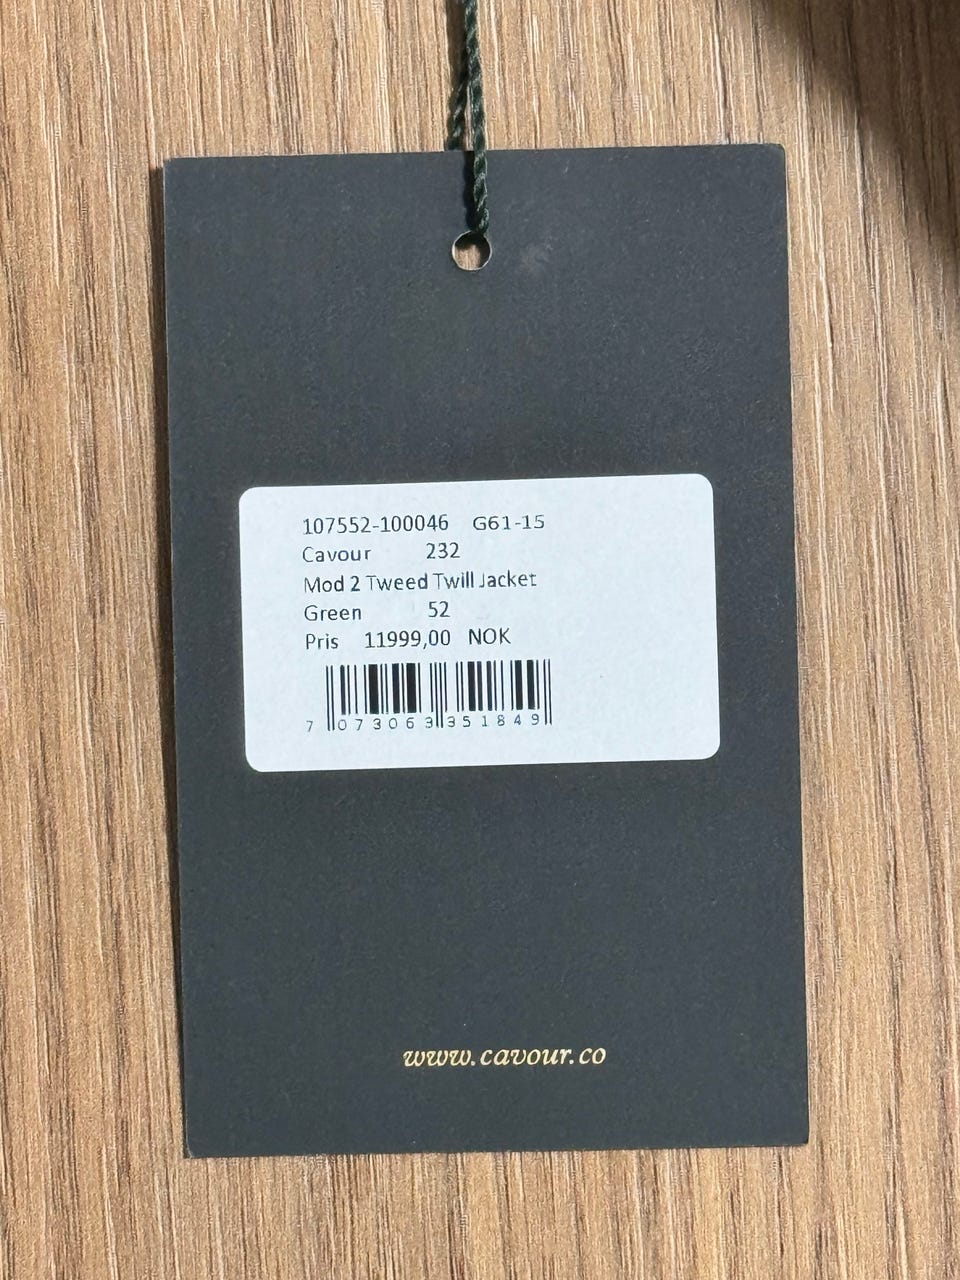 107552-100046 G61-15
Cavour 232
Mod 2 Tweed Twill Jacket
Green 52
Pris 11999,00 NOK
7 073063 351849
www.cavour.co